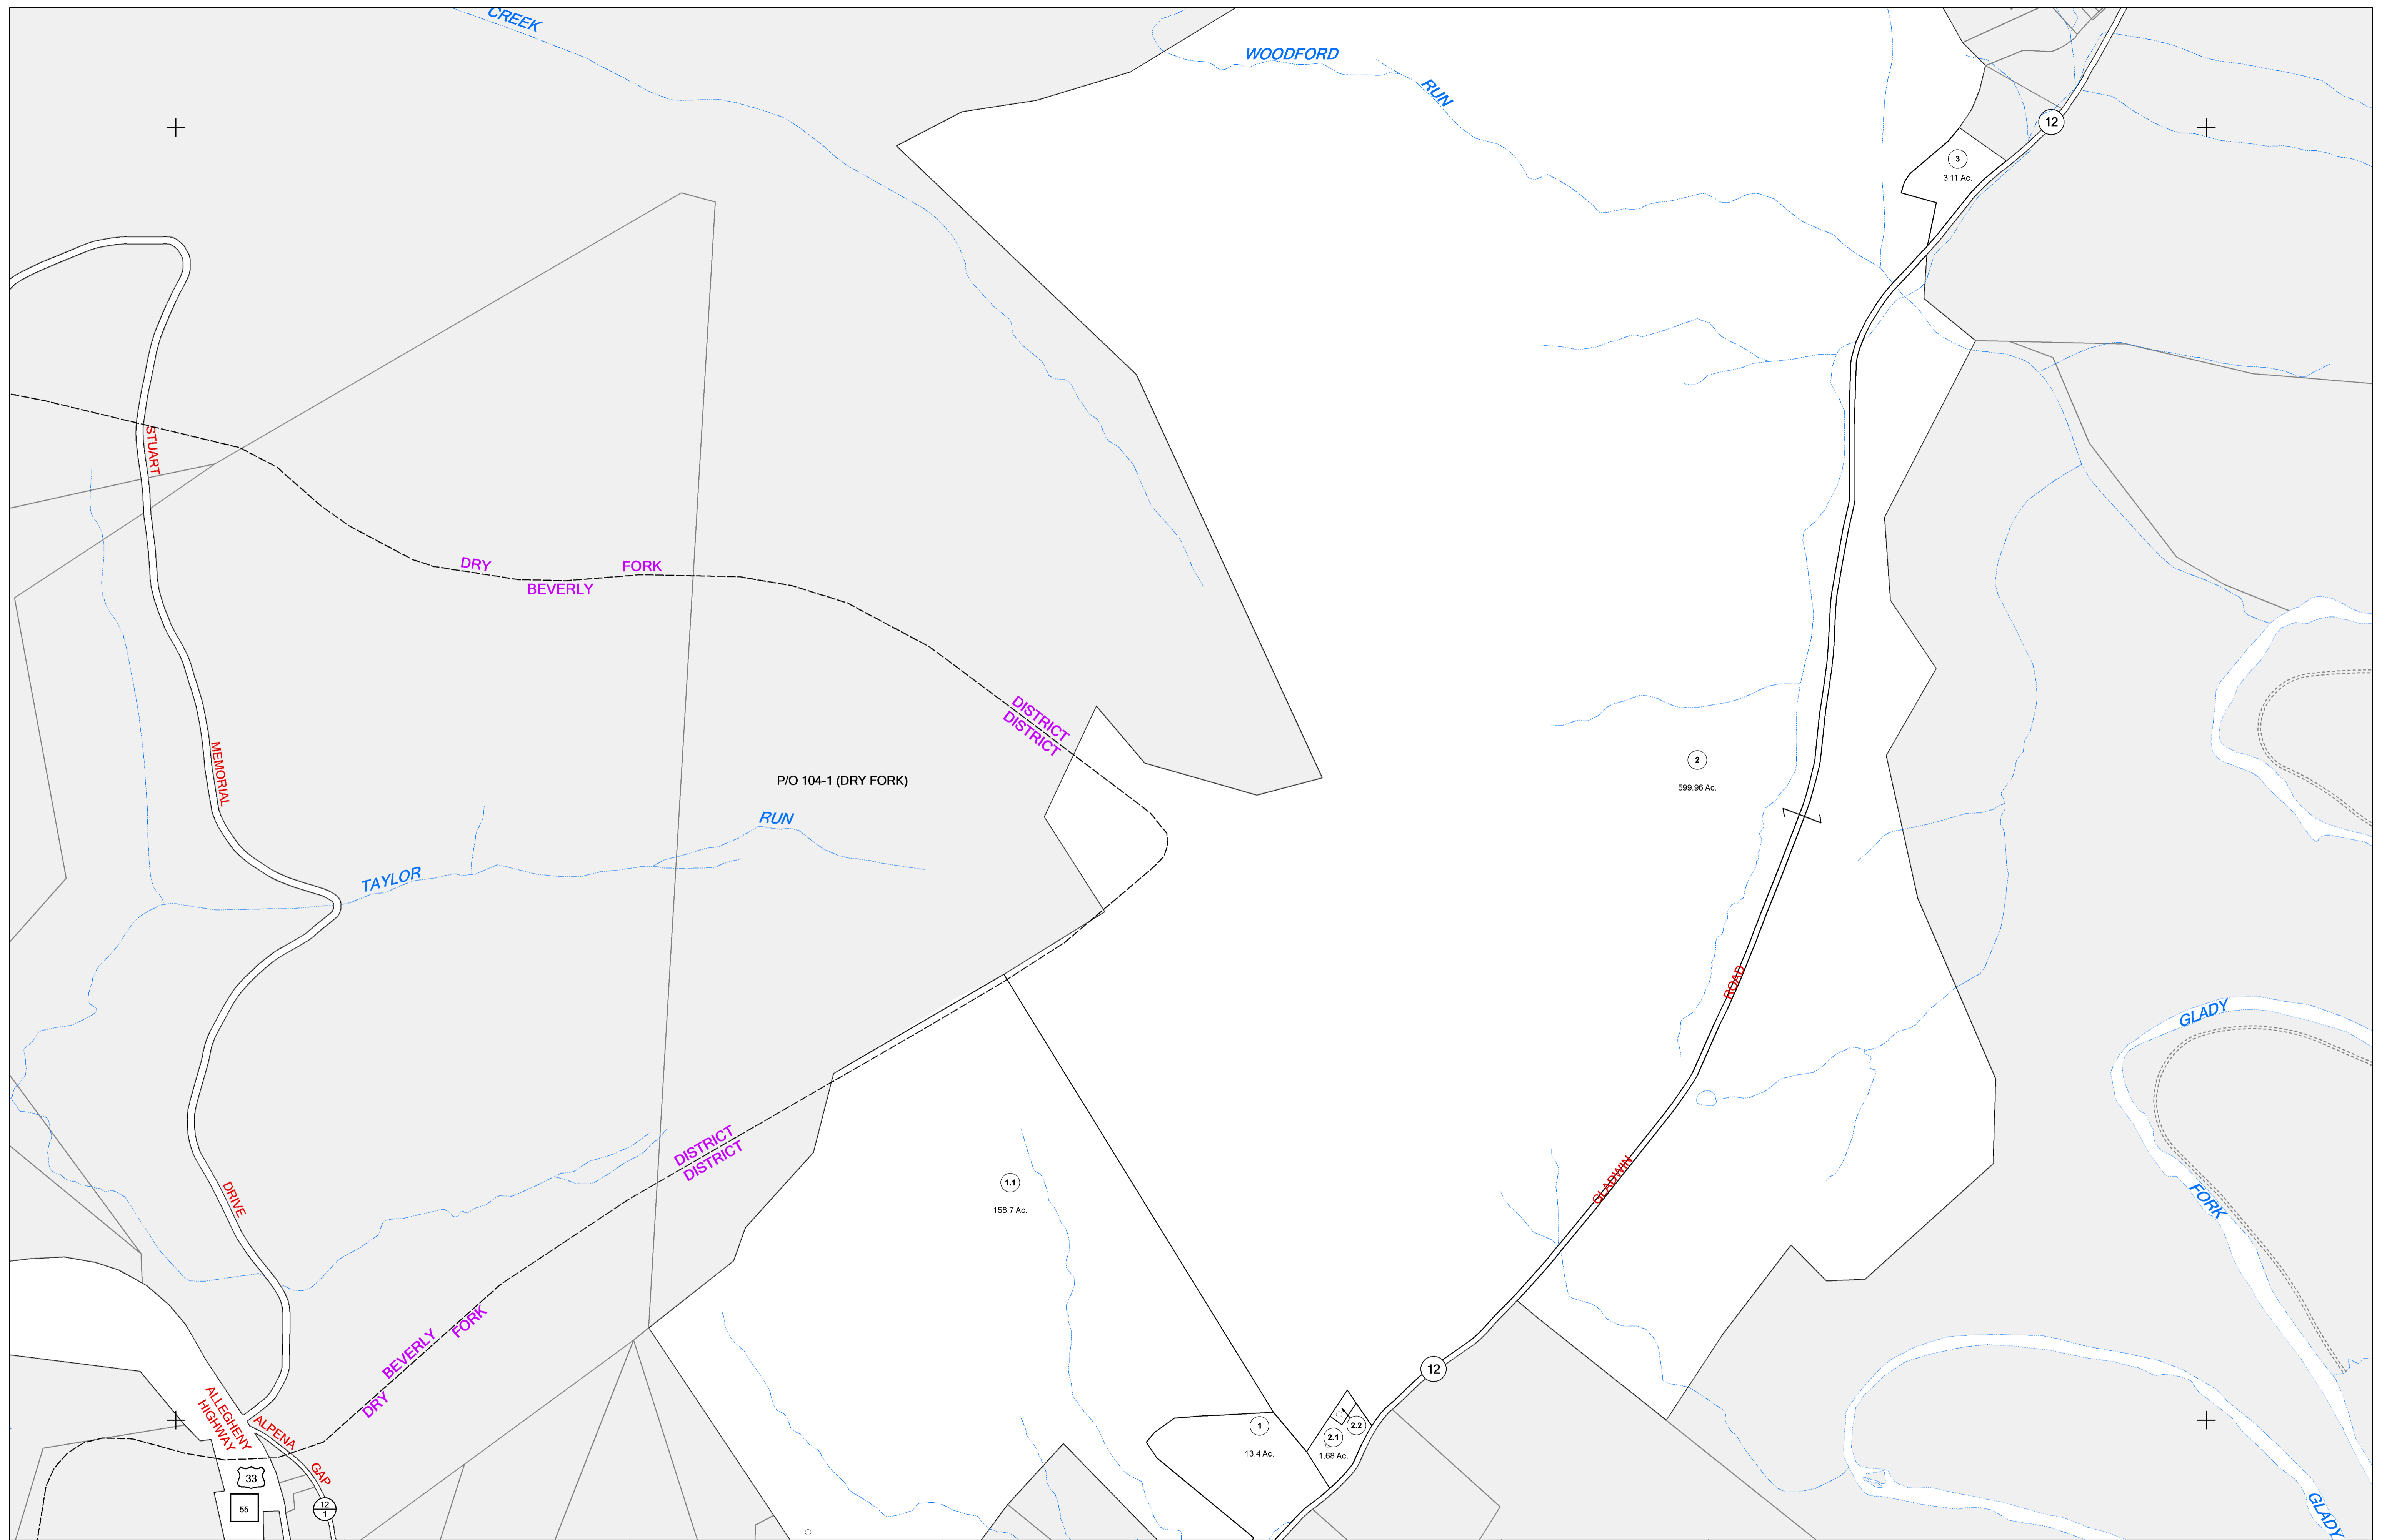 CREEK
WOODFORD
RUN
12
3
3.11 Ac.
STUART
DRY
FORK
BEVERLY
DISTRICT
DISTRICT
MEMORIAL
P/O 104-1 (DRY FORK)
2
599.96 Ac.
RUN
TAYLOR
ROAD
GLADY
DISTRICT
DISTRICT
1.1
158.7 Ac.
GLADWIN
DRIVE
FORK
BEVERLY
FORK
DRY
12
ALLEGHENY
HIGHWAY
ALPENA
GAP
1
13.4 Ac.
2.1
2.2
1.68 Ac.
33
55
12
1
GLADY